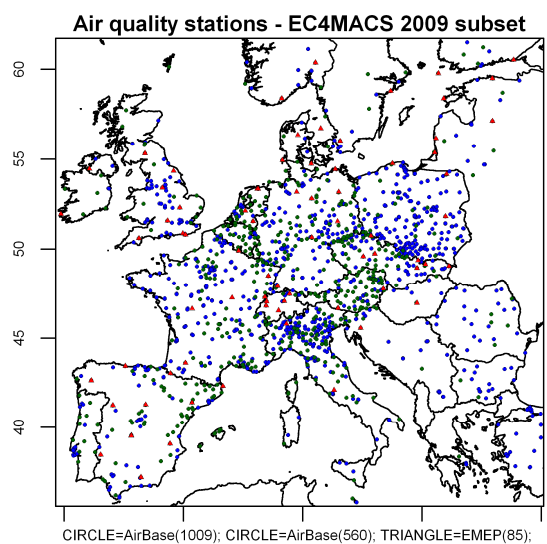 Air quality stations - EC4MACS 2009 subset
60
55
50
45
40
CIRCLE=AirBase(1009); CIRCLE=AirBase(560); TRIANGLE=EMEP(85);